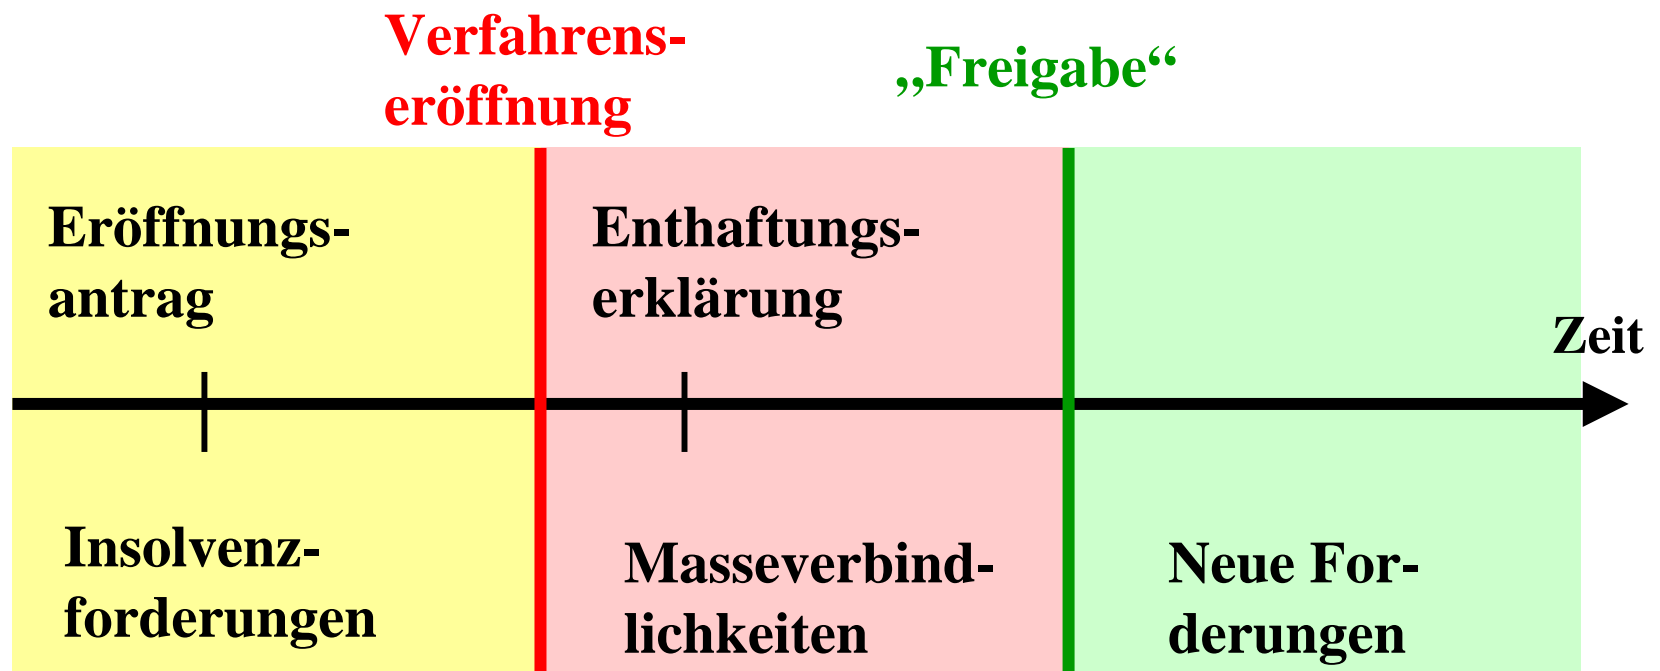 Verfahrens-
eröffnung
„Freigabe“
Eröffnungs-
antrag
Enthaftungs-
erklärung
Zeit
Insolvenz-
forderungen
Masseverbind-
lichkeiten
Neue For-
derungen